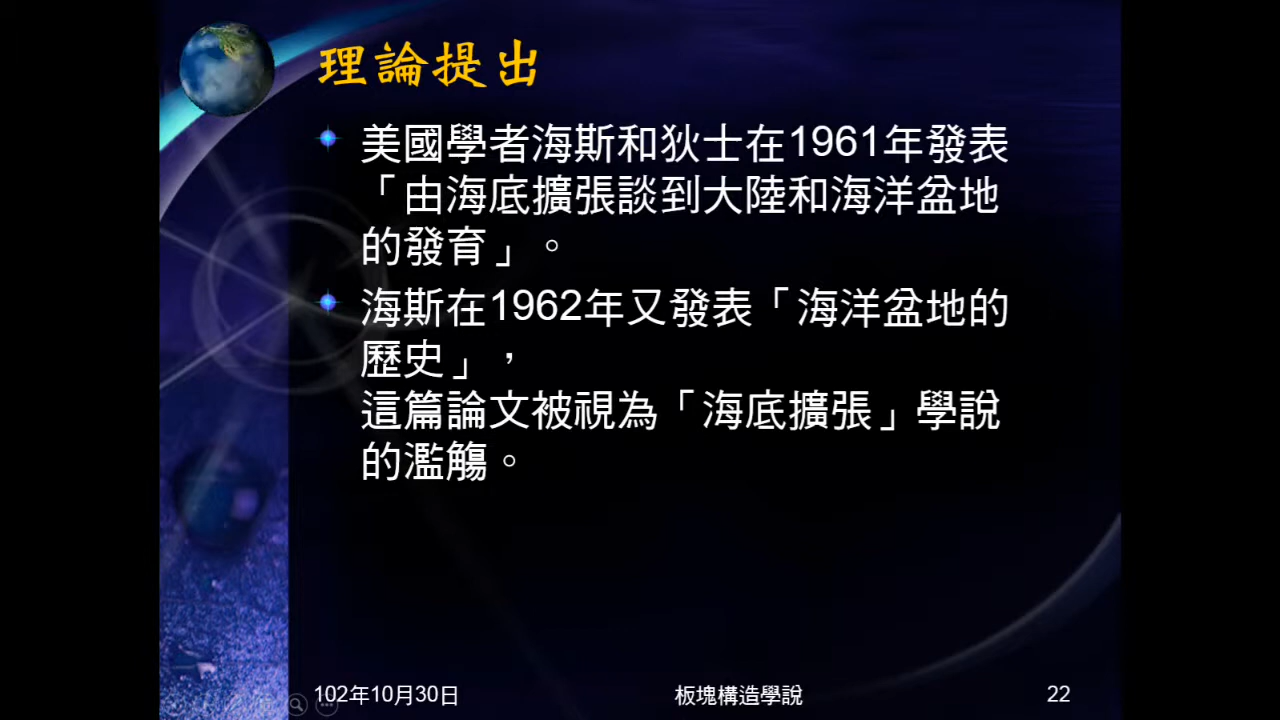 理論提出
美國學者海斯和狄士在1961年發表
「由海底擴張談到大陸和海洋盆地
的發育」。
海斯在1962年又發表「海洋盆地的
歷史」，
這篇論文被視為「海底擴張」學說
的濫觴。
102年10月30日
板塊構造學說
22